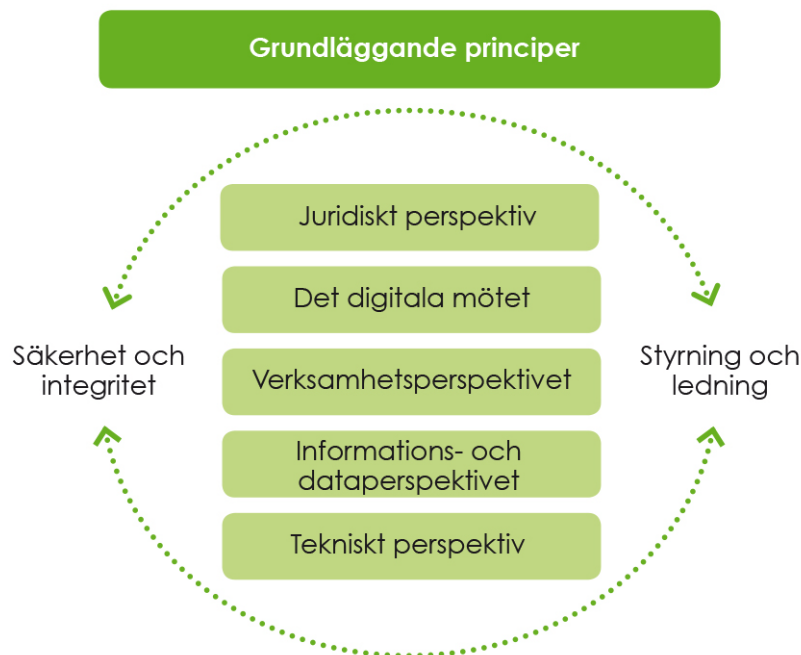 Grundläggande principer
Juridiskt perspektiv
Det digitala mötet
Säkerhet och
integritet
Verksamhetsperspektivet
Styrning och
ledning
Informations- och
dataperspektivet
Tekniskt perspektiv